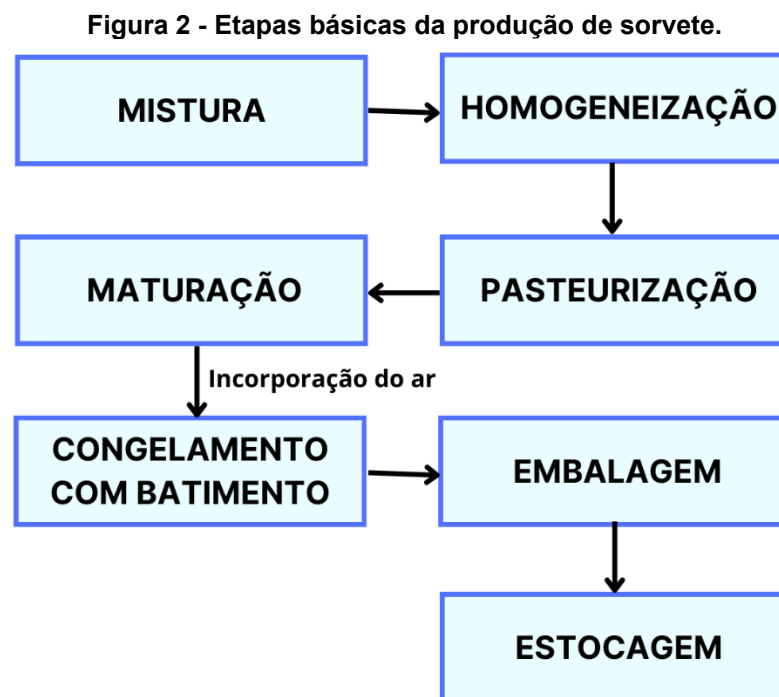 Figura 2 - Etapas básicas da produção de sorvete.
MISTURA
HOMOGENEIZAÇÃO
PASTEURIZAÇÃO
MATURAÇÃO
Incorporação do ar
CONGELAMENTO
COM BATIMENTO
EMBALAGEM
ESTOCAGEM